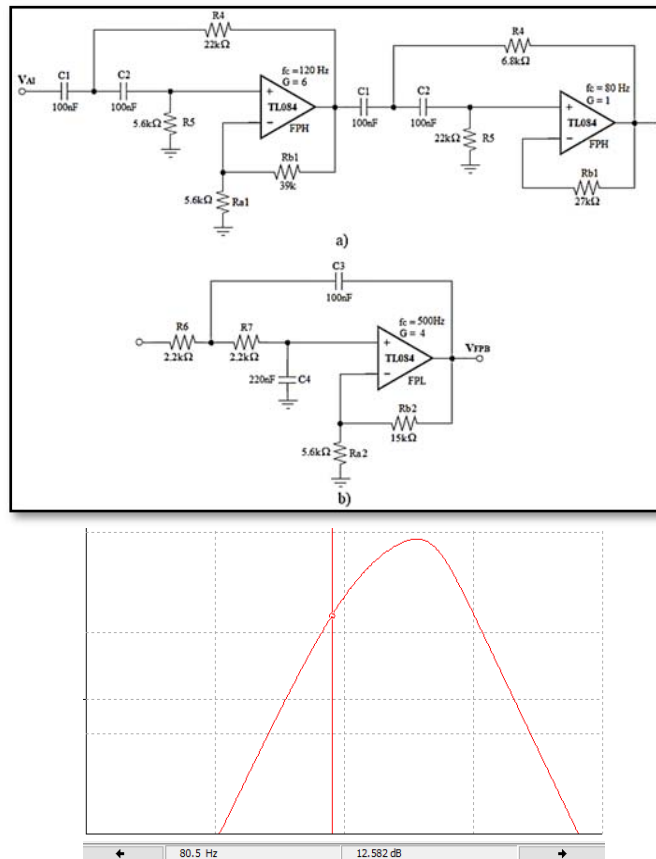 R4
22kΩ
VAI
C1
100nF
C2
100nF
5.6kΩ
R5
fc=120 Hz
G = 6
+
TL084
−
FPH
Rb1
39k
5.6kΩ
Ra1
C1
100nF
R4
6.8kΩ
C2
100nF
22kΩ
R5
fc = 80 Hz
G = 1
+
TL084
−
FPH
Rb1
27kΩ
a)
C3
100nF
R6
2.2kΩ
R7
2.2kΩ
220nF
C4
fc = 500Hz
G = 4
+
TL084
−
FPL
VFPB
Rb2
15kΩ
5.6kΩ
Ra2
b)
80.5 Hz
12.582 dB